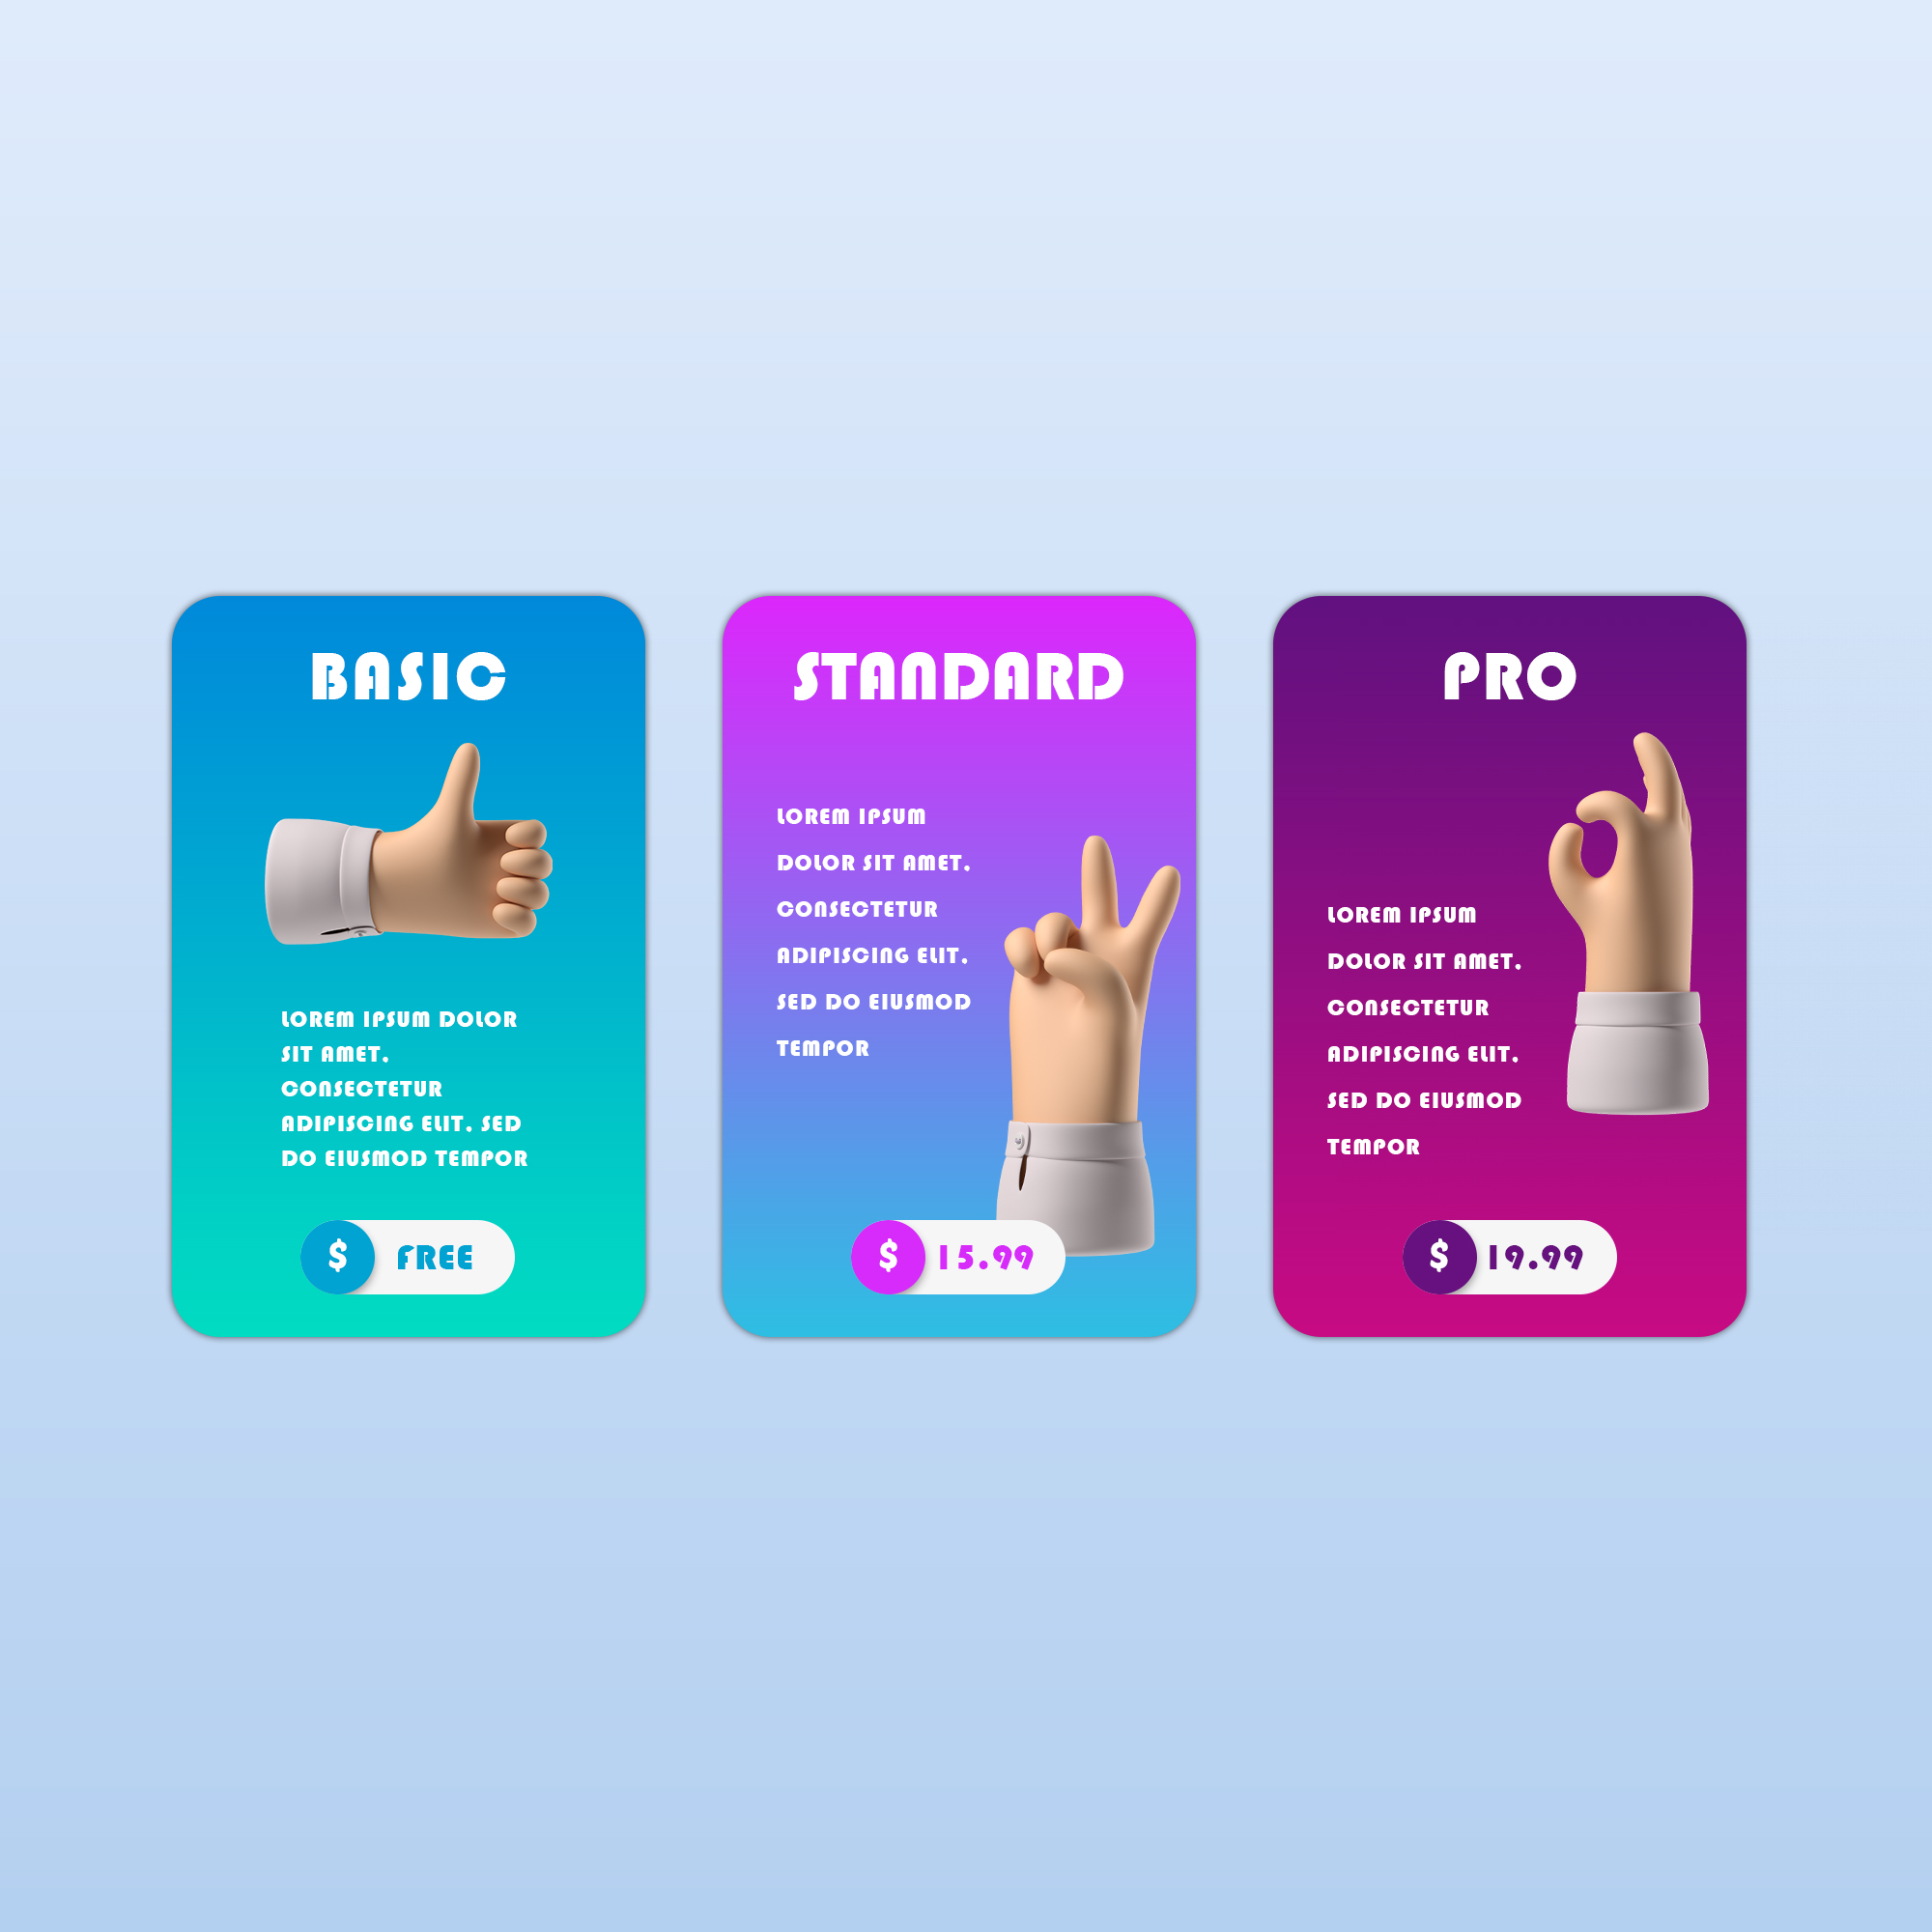 BASIC
LOREM IPSUM DOLOR
SIT AMET,
CONSECTETUR
ADIPISCING ELIT, SED
DO EIUSMOD TEMPOR
$ FREE
STANDARD
LOREM IPSUM
DOLOR SIT AMET,
CONSECTETUR
ADIPISCING ELIT,
SED DO EIUSMOD
TEMPOR
$ 15.99
PRO
LOREM IPSUM
DOLOR SIT AMET,
CONSECTETUR
ADIPISCING ELIT,
SED DO EIUSMOD
TEMPOR
$ 19.99